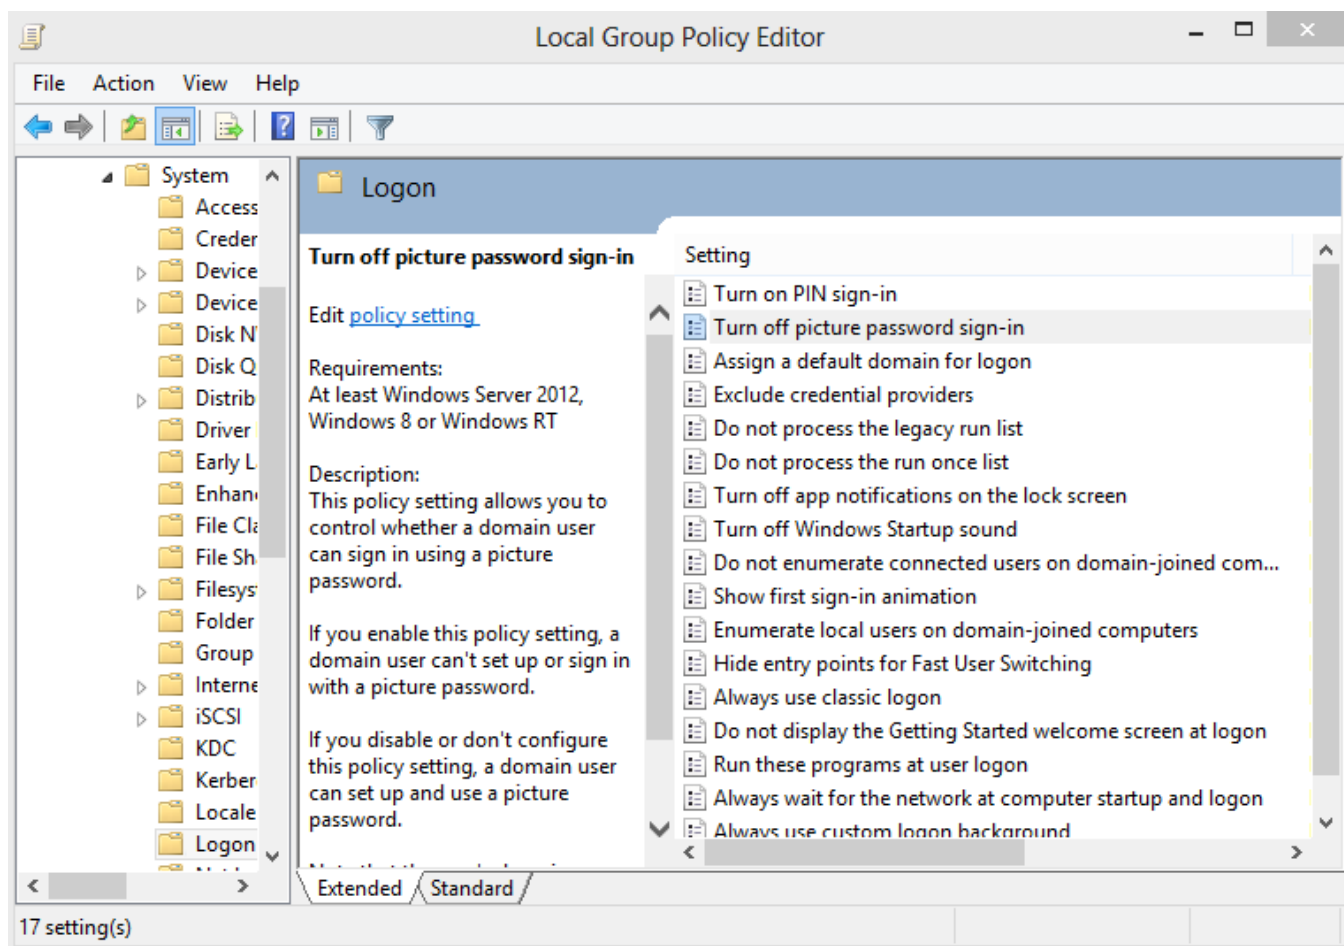 Local Group Policy Editor
File Action View Help
System
Access
Creden
Device
Device
Disk N
Disk Q
Distrib
Driver
Early L
Enhan
File Cla
File Sh
Filesys
Folder
Group
Interne
iSCSI
KDC
Kerber
Locale
Logon
Logon
Turn off picture password sign-in
Edit policy setting
Requirements:
At least Windows Server 2012,
Windows 8 or Windows RT
Description:
This policy setting allows you to
control whether a domain user
can sign in using a picture
password.
If you enable this policy setting, a
domain user can't set up or sign in
with a picture password.
If you disable or don't configure
this policy setting, a domain user
can set up and use a picture
password.
Setting
Turn on PIN sign-in
Turn off picture password sign-in
Assign a default domain for logon
Exclude credential providers
Do not process the legacy run list
Do not process the run once list
Turn off app notifications on the lock screen
Turn off Windows Startup sound
Do not enumerate connected users on domain-joined com...
Show first sign-in animation
Enumerate local users on domain-joined computers
Hide entry points for Fast User Switching
Always use classic logon
Do not display the Getting Started welcome screen at logon
Run these programs at user logon
Always wait for the network at computer startup and logon
Always use custom logon background
Extended Standard
17 setting(s)